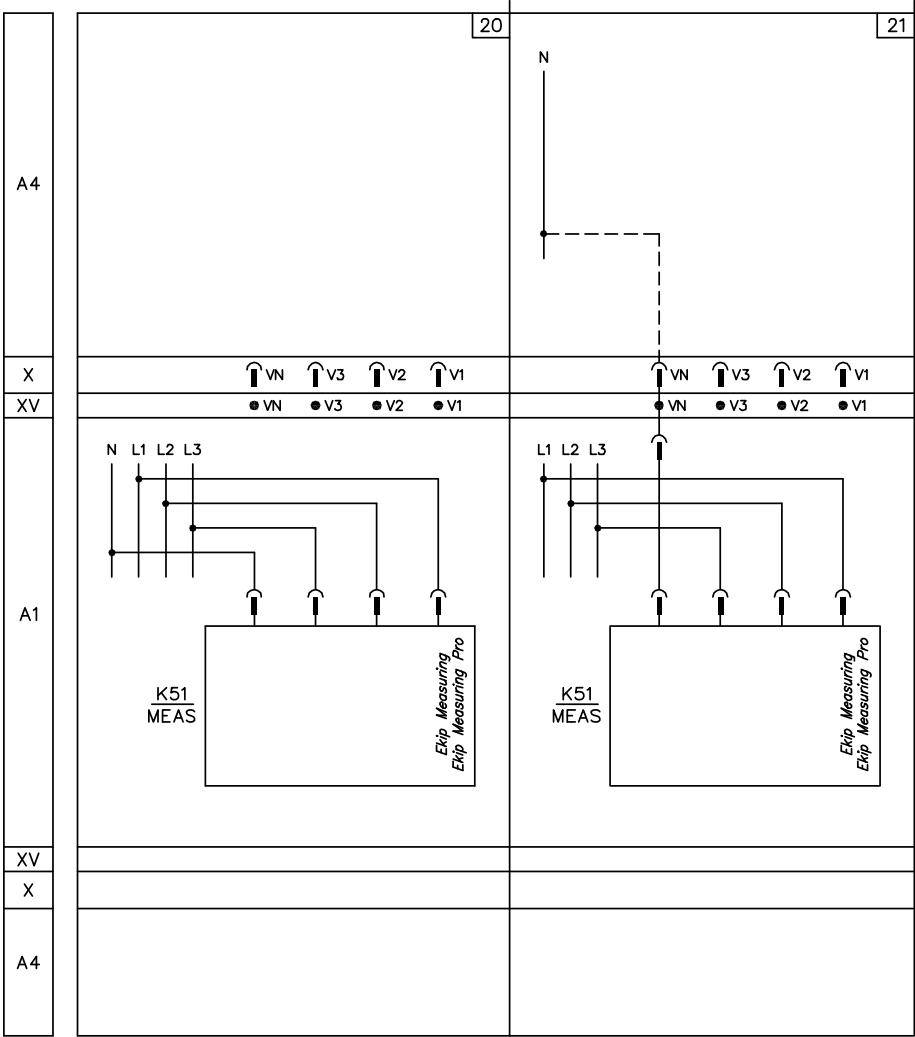 20
21
N
A4
X
VN V3 V2 V1
VN V3 V2 V1
XV
VN V3 V2 V1
VN V3 V2 V1
N L1 L2 L3
L1 L2 L3
A1
K51
MEAS
Ekip Measuring
Ekip Measuring Pro
K51
MEAS
Ekip Measuring
Ekip Measuring Pro
XV
X
A4